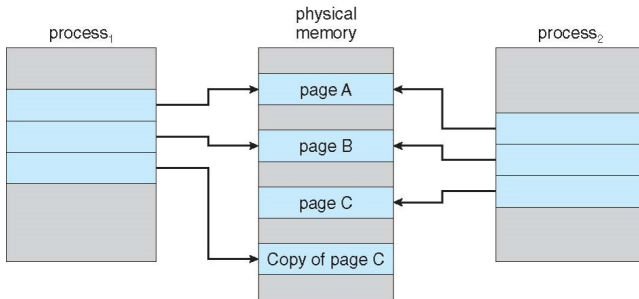 process₁
physical
memory
process₂
page A
page B
page C
Copy of page C